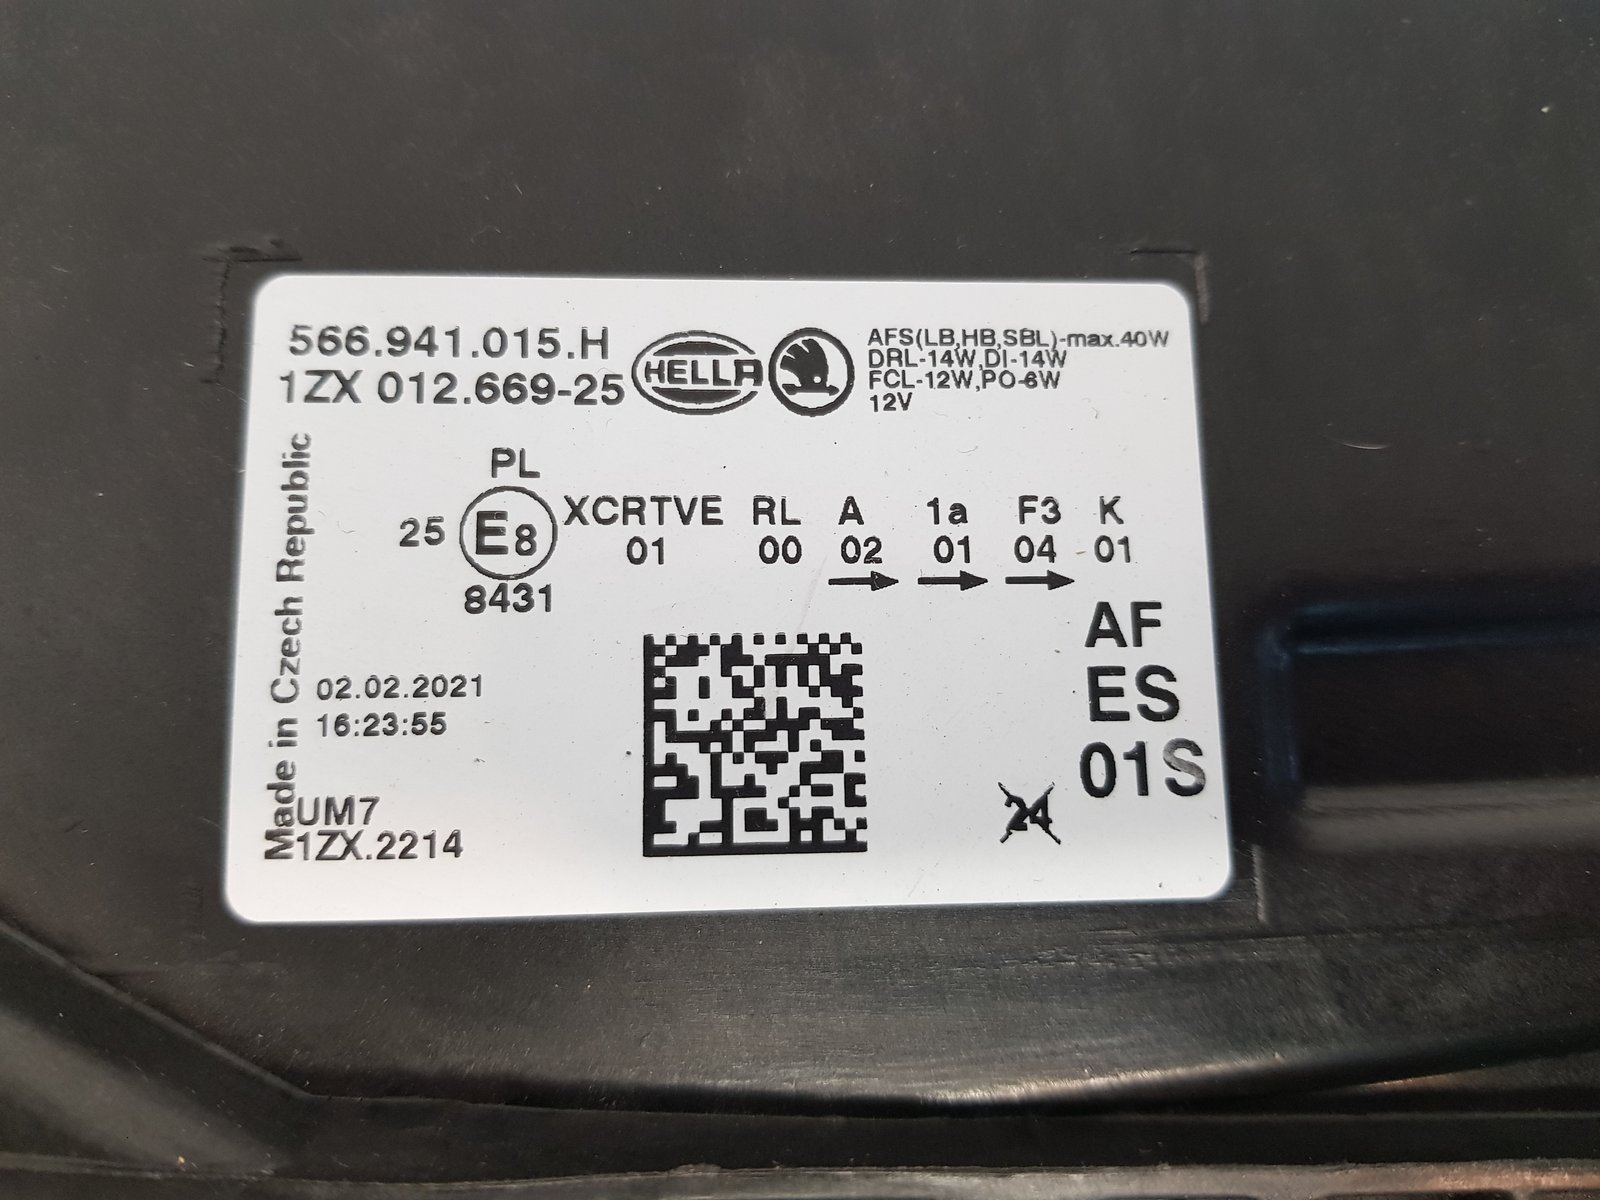 566.941.015.H
1ZX 012.669-25
HELLA
AFS(LB,HB,SBL)-max.40W
DRL-14W,DI-14W
FCL-12W,PO-6W
12V
Made in Czech Republic
PL
25 E8 XCRTVE RL A 1a F3 K
01 00 02 01 04 01
8431
AF
ES
01S
02.02.2021
16:23:55
24
UM7
1ZX.2214